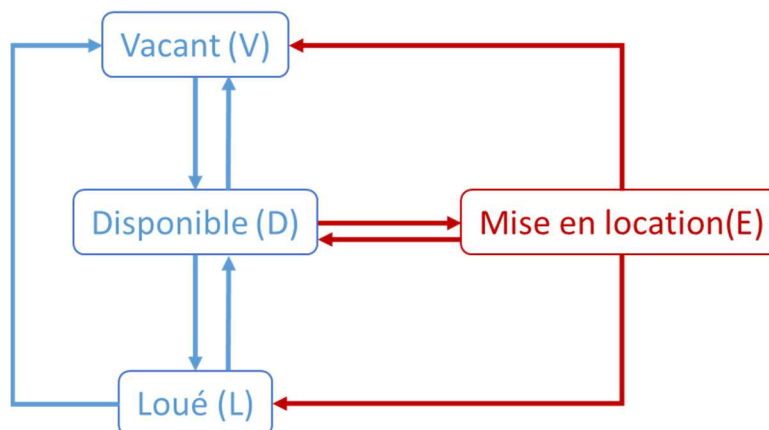 Vacant (V)
Disponible (D)
Mise en location(E)
Loué (L)